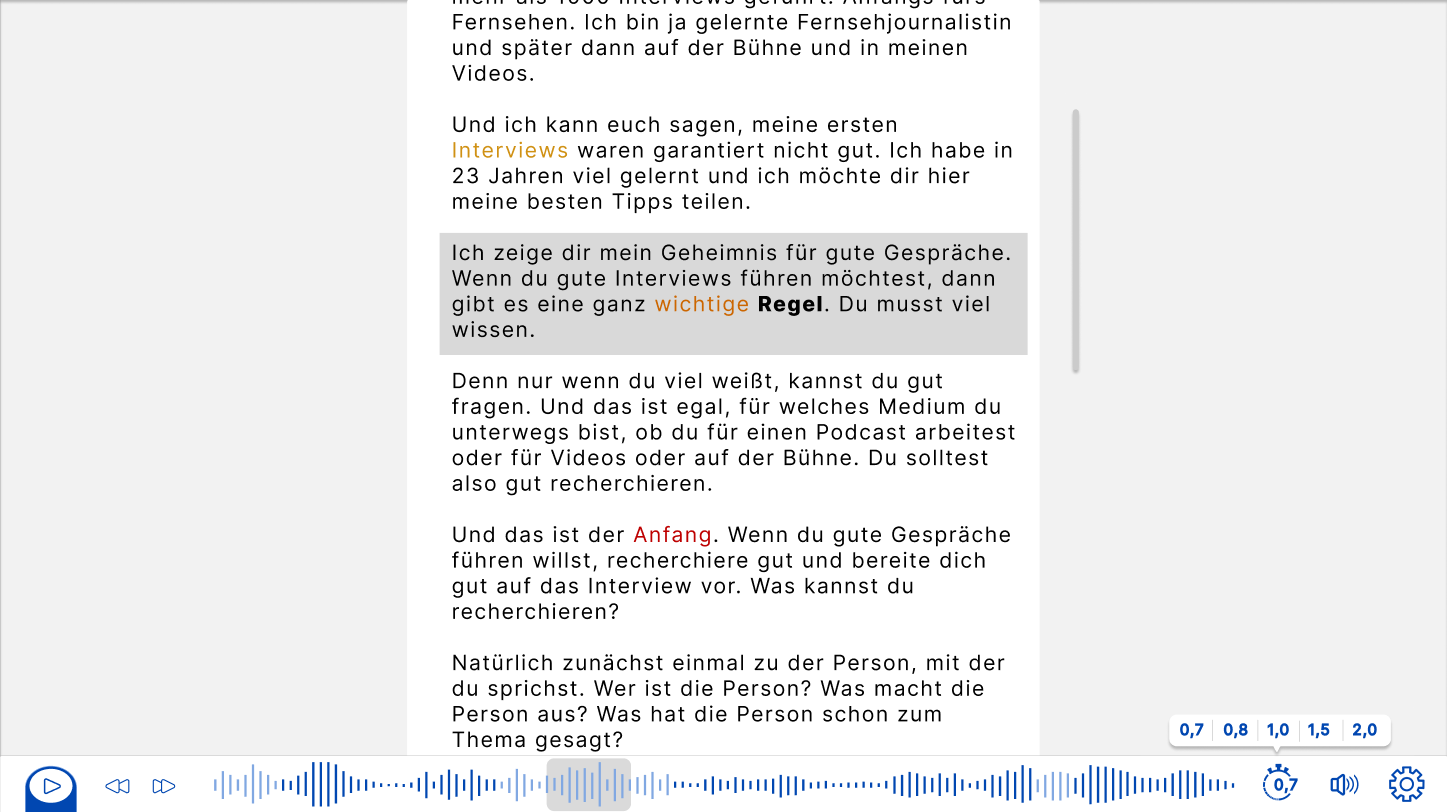 mehr als 1000 Interviews geführt. Anfangs fürs
Fernsehen. Ich bin ja gelernte Fernsehjournalistin
und später dann auf der Bühne und in meinen
Videos.
Und ich kann euch sagen, meine ersten
Interviews waren garantiert nicht gut. Ich habe in
23 Jahren viel gelernt und ich möchte dir hier
meine besten Tipps teilen.
Ich zeige dir mein Geheimnis für gute Gespräche.
Wenn du gute Interviews führen möchtest, dann
gibt es eine ganz wichtige Regel. Du musst viel
wissen.
Denn nur wenn du viel weißt, kannst du gut
fragen. Und das ist egal, für welches Medium du
unterwegs bist, ob du für einen Podcast arbeitest
oder für Videos oder auf der Bühne. Du solltest
also gut recherchieren.
Und das ist der Anfang. Wenn du gute Gespräche
führen willst, recherchiere gut und bereite dich
gut auf das Interview vor. Was kannst du
recherchieren?
Natürlich zunächst einmal zu der Person, mit der
du sprichst. Wer ist die Person? Was macht die
Person aus? Was hat die Person schon zum
Thema gesagt?
0,7 0,8 1,0 1,5 2,0
0,7